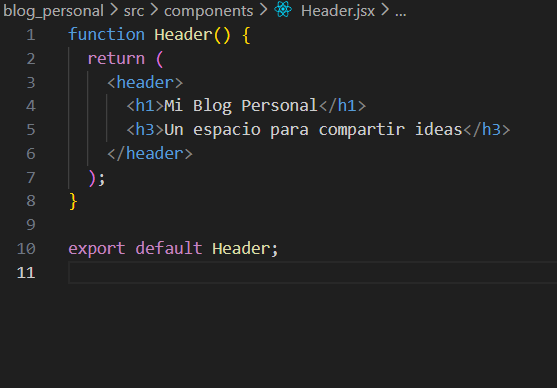 blog_personal > src > components > Header.jsx > ...
1 function Header() {
2   return (
3     <header>
4       <h1>Mi Blog Personal</h1>
5       <h3>Un espacio para compartir ideas</h3>
6     </header>
7   );
8 }
9
10 export default Header;
11